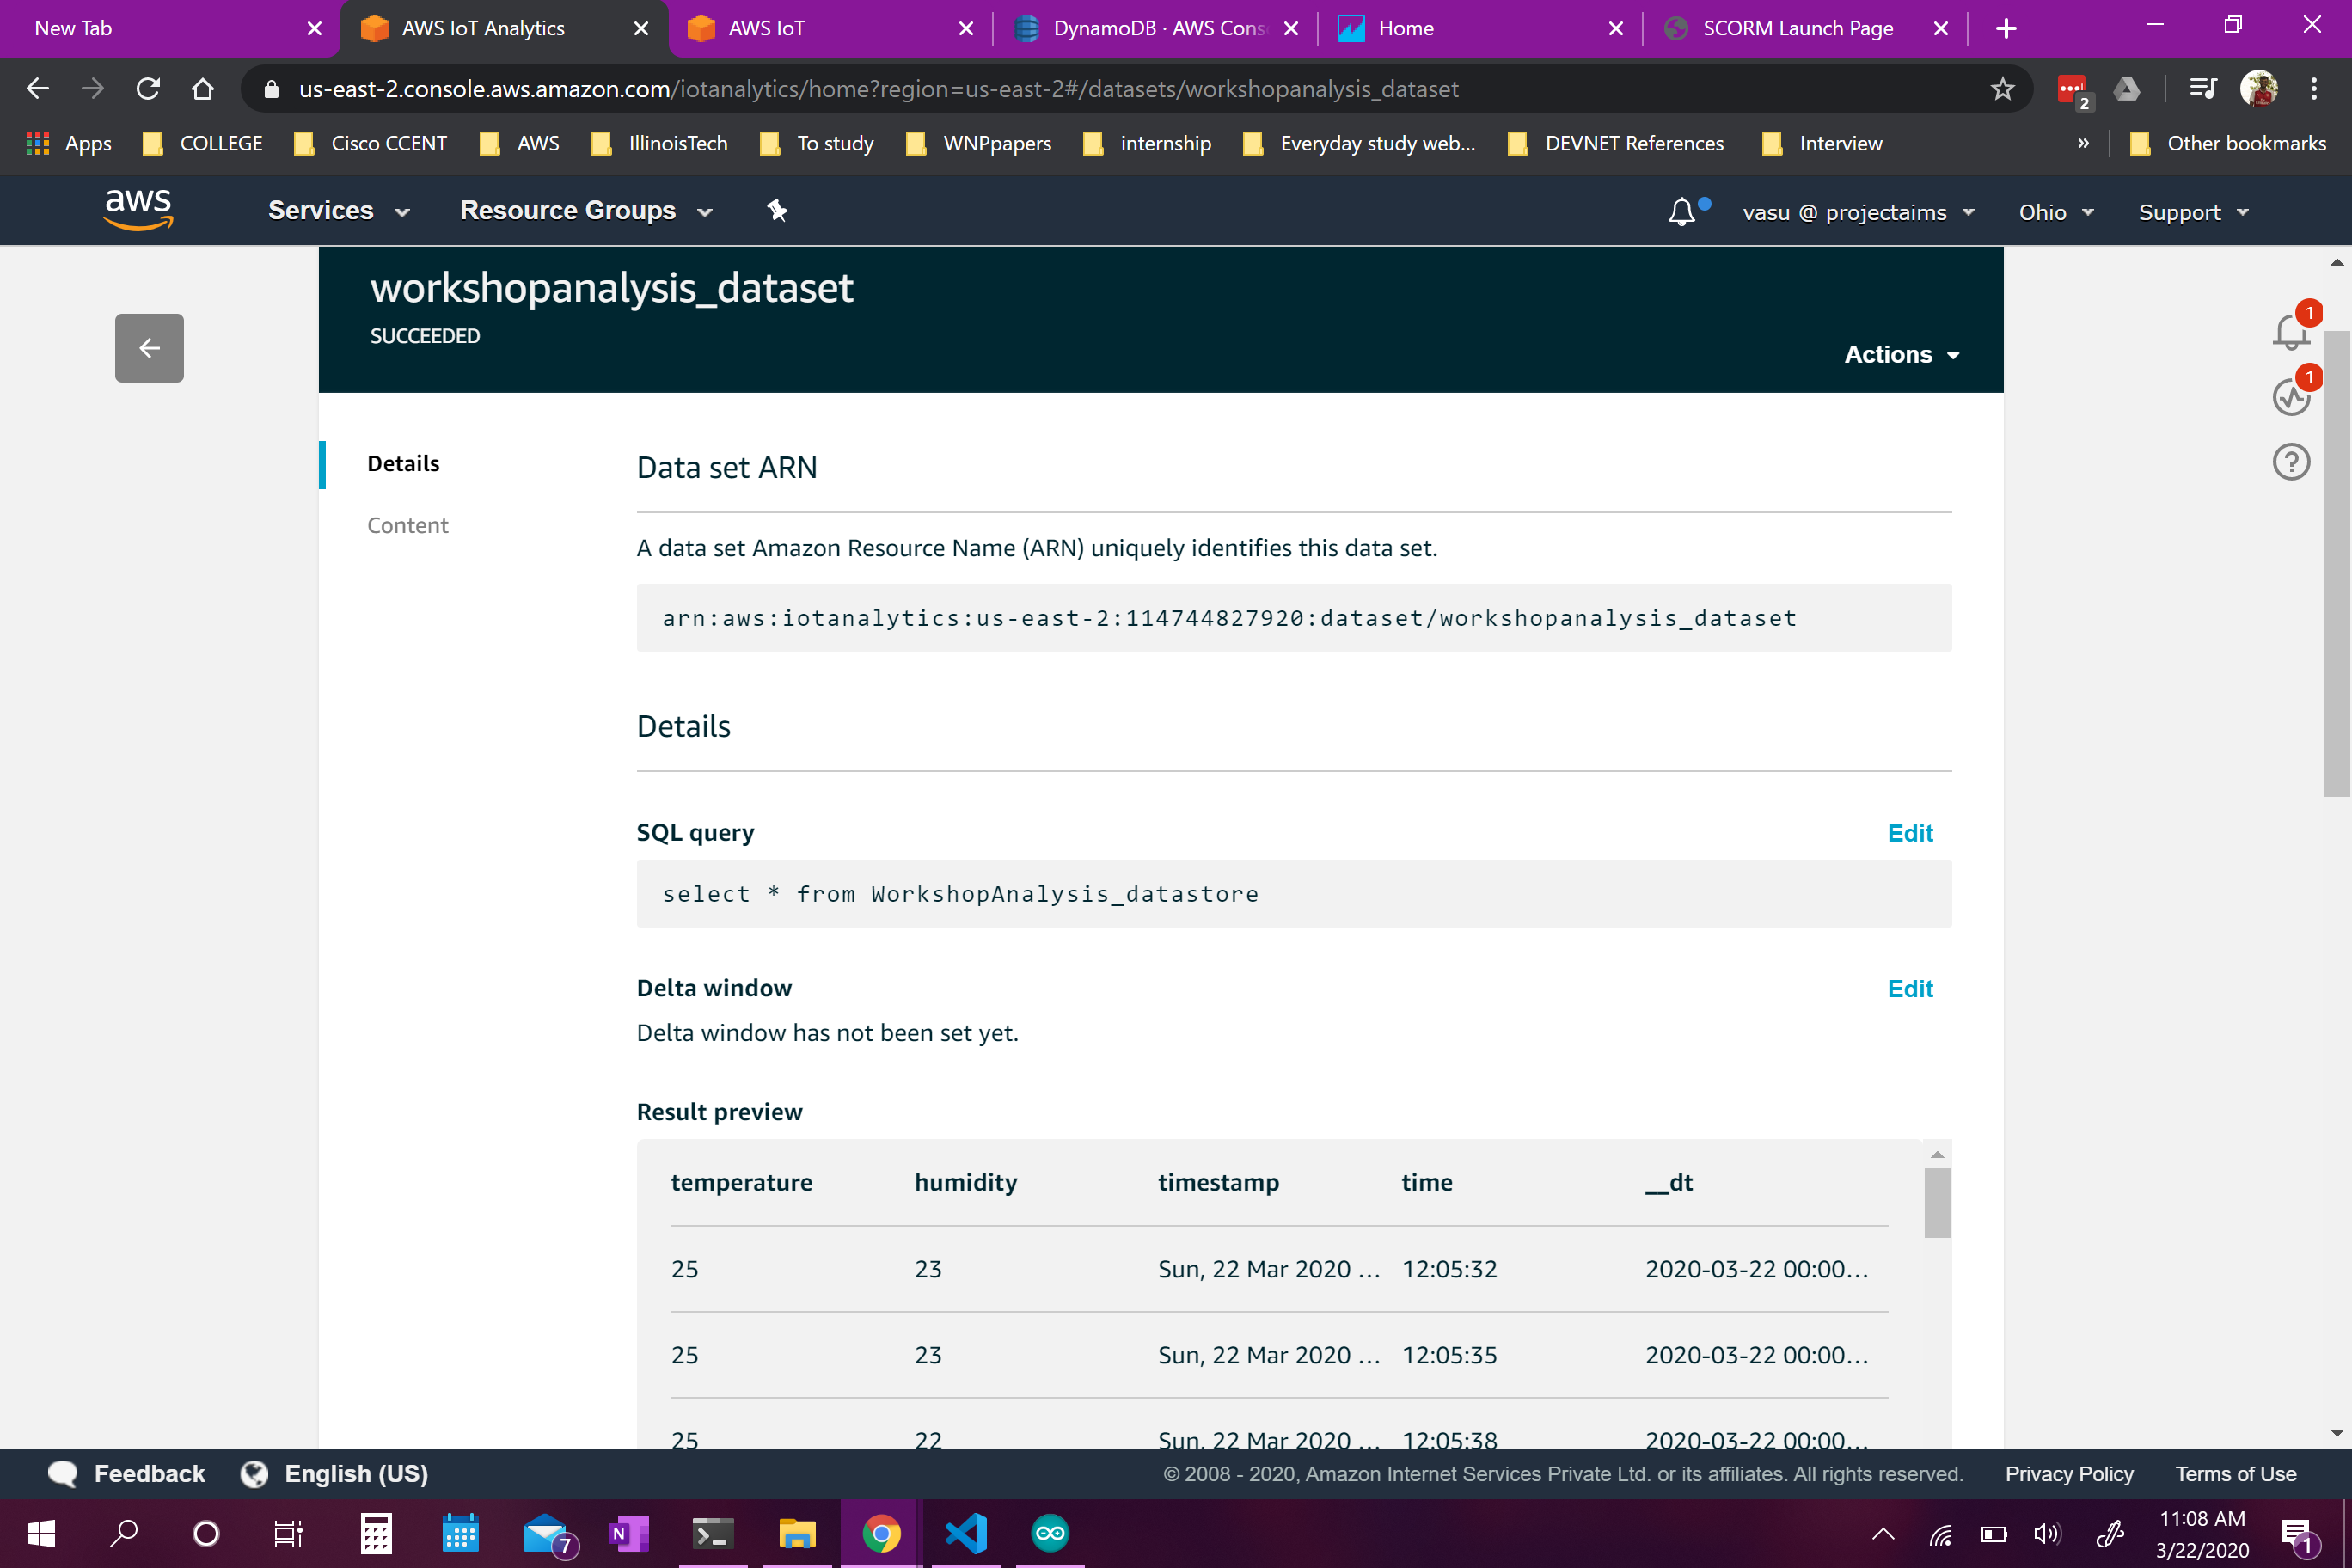 New Tab
AWS IoT Analytics
AWS IoT
DynamoDB · AWS Cons
Home
SCORM Launch Page
us-east-2.console.aws.amazon.com/iotanalytics/home?region=us-east-2#/datasets/workshopanalysis_dataset
2
Apps
COLLEGE
Cisco CCENT
AWS
IllinoisTech
To study
WNPpapers
internship
Everyday study web...
DEVNET References
Interview
»
Other bookmarks
aws
Services
Resource Groups
vasu @ projectaims
Ohio
Support
workshopanalysis_dataset
SUCCEEDED
Actions
1
1
?
Details
Content
Data set ARN
A data set Amazon Resource Name (ARN) uniquely identifies this data set.
arn:aws:iotanalytics:us-east-2:114744827920:dataset/workshopanalysis_dataset
Details
SQL query
Edit
select * from WorkshopAnalysis_datastore
Delta window
Edit
Delta window has not been set yet.
Result preview
temperature humidity timestamp time __dt
25 23 Sun, 22 Mar 2020 ... 12:05:32 2020-03-22 00:00...
25 23 Sun, 22 Mar 2020 ... 12:05:35 2020-03-22 00:00...
25 22 Sun, 22 Mar 2020 ... 12:05:38 2020-03-22 00:00...
Feedback
English (US)
© 2008 - 2020, Amazon Internet Services Private Ltd. or its affiliates. All rights reserved.
Privacy Policy
Terms of Use
7
N
11:08 AM
3/22/2020
1